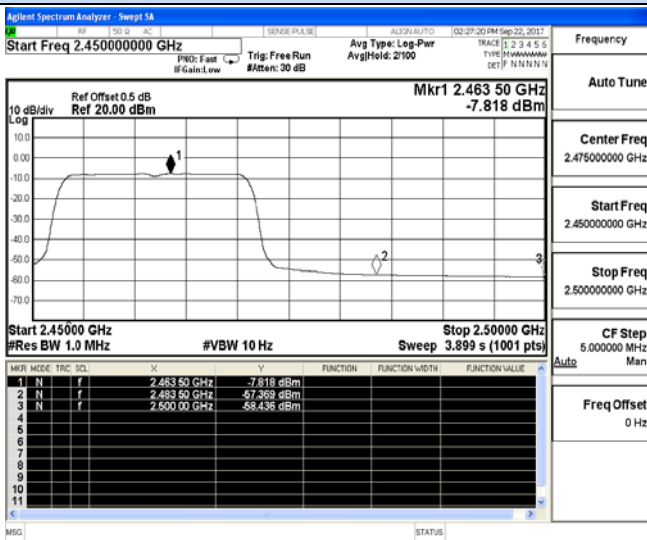 Agilent Spectrum Analyzer - Swept SA
RF 50 Ω AC SENSE:PULSE ALIGN AUTO 02:27:20 PM Sep 22, 2017
Start Freq 2.450000000 GHz
PNO: Fast
IFGain:Low
Trig: Free Run
#Atten: 30 dB
Avg Type: Log-Pwr
Avg|Hold: 2/100
TRACE 1 2 3 4 5 6
TYPE MWWWWW
DET F N N N N N
Ref Offset 0.5 dB
Ref 20.00 dBm
10 dB/div
Log
Mkr1 2.463 50 GHz
-7.818 dBm
10.0
0.00
-10.0
-20.0
-30.0
-40.0
-50.0
-60.0
-70.0
1
2
3
Start 2.45000 GHz
#Res BW 1.0 MHz
#VBW 10 Hz
Stop 2.50000 GHz
Sweep 3.899 s (1001 pts)
MKR MODE TRC SCL X Y FUNCTION FUNCTION WIDTH FUNCTION VALUE
1 N f 2.463 50 GHz -7.818 dBm
2 N f 2.483 50 GHz -57.369 dBm
3 N f 2.500 00 GHz -58.436 dBm
4
5
6
7
8
9
10
11
MSG
STATUS
Frequency
Auto Tune
Center Freq
2.475000000 GHz
Start Freq
2.450000000 GHz
Stop Freq
2.500000000 GHz
CF Step
5.000000 MHz
Auto Man
Freq Offset
0 Hz